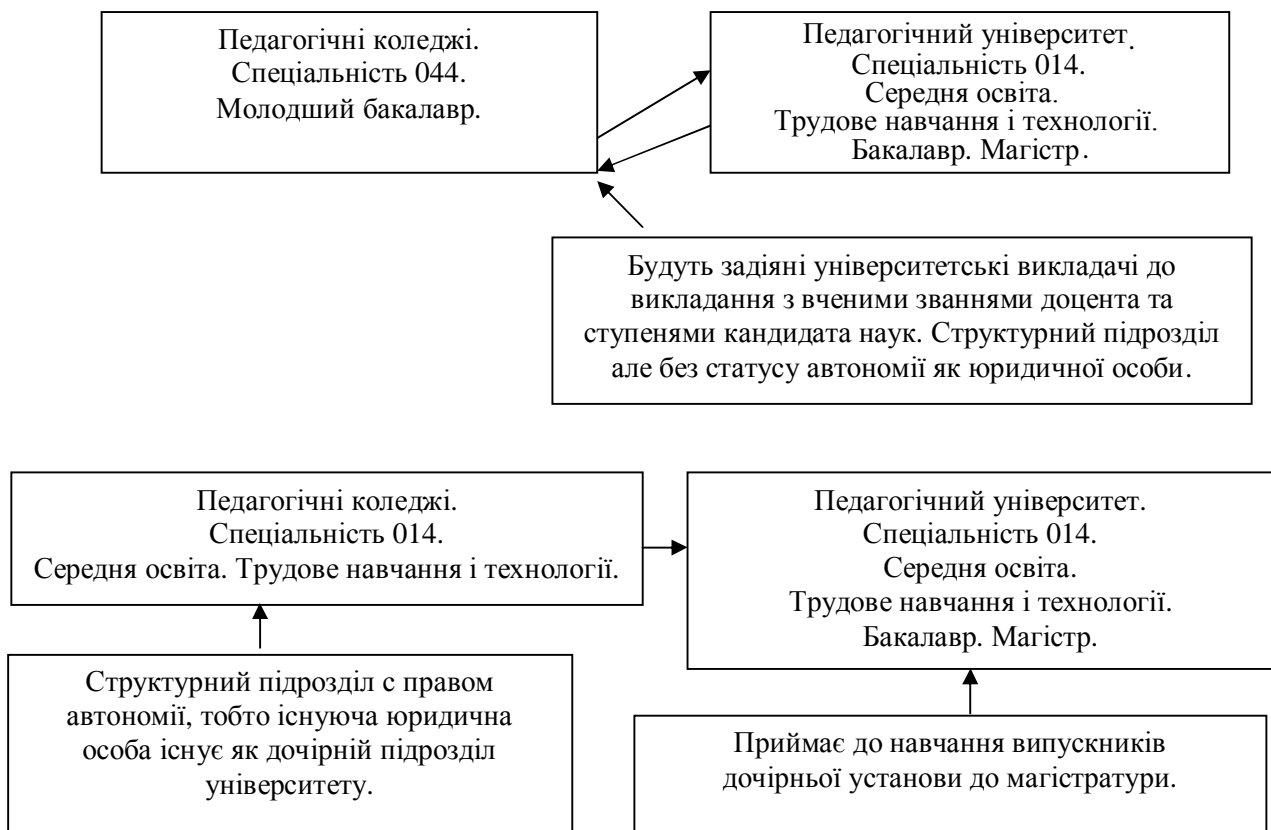 Педагогічні коледжі.
Спеціальність 044.
Молодший бакалавр.
Педагогічний університет.
Спеціальність 014.
Середня освіта.
Трудове навчання і технології.
Бакалавр. Магістр.
Будуть задіяні університетські викладачі до
викладання з вченими званнями доцента та
ступенями кандидата наук. Структурний підрозділ
але без статусу автономії як юридичної особи.
Педагогічні коледжі.
Спеціальність 014.
Середня освіта. Трудове навчання і технології.
Педагогічний університет.
Спеціальність 014.
Середня освіта.
Трудове навчання і технології.
Бакалавр. Магістр.
Структурний підрозділ с правом
автономії, тобто існуюча юридична
особа існує як дочірній підрозділ
університету.
Приймає до навчання випускників
дочірньої установи до магістратури.